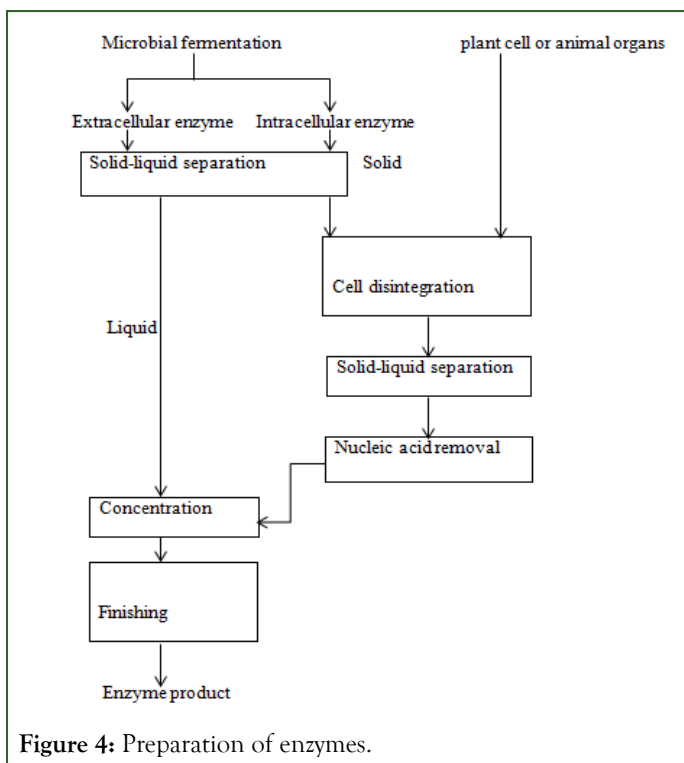 Microbial fermentation
plant cell or animal organs
Extracellular enzyme
Intracellular enzyme
Solid-liquid separation
Solid
Cell disintegration
Liquid
Solid-liquid separation
Nucleic acid removal
Concentration
Finishing
Enzyme product
Figure 4: Preparation of enzymes.